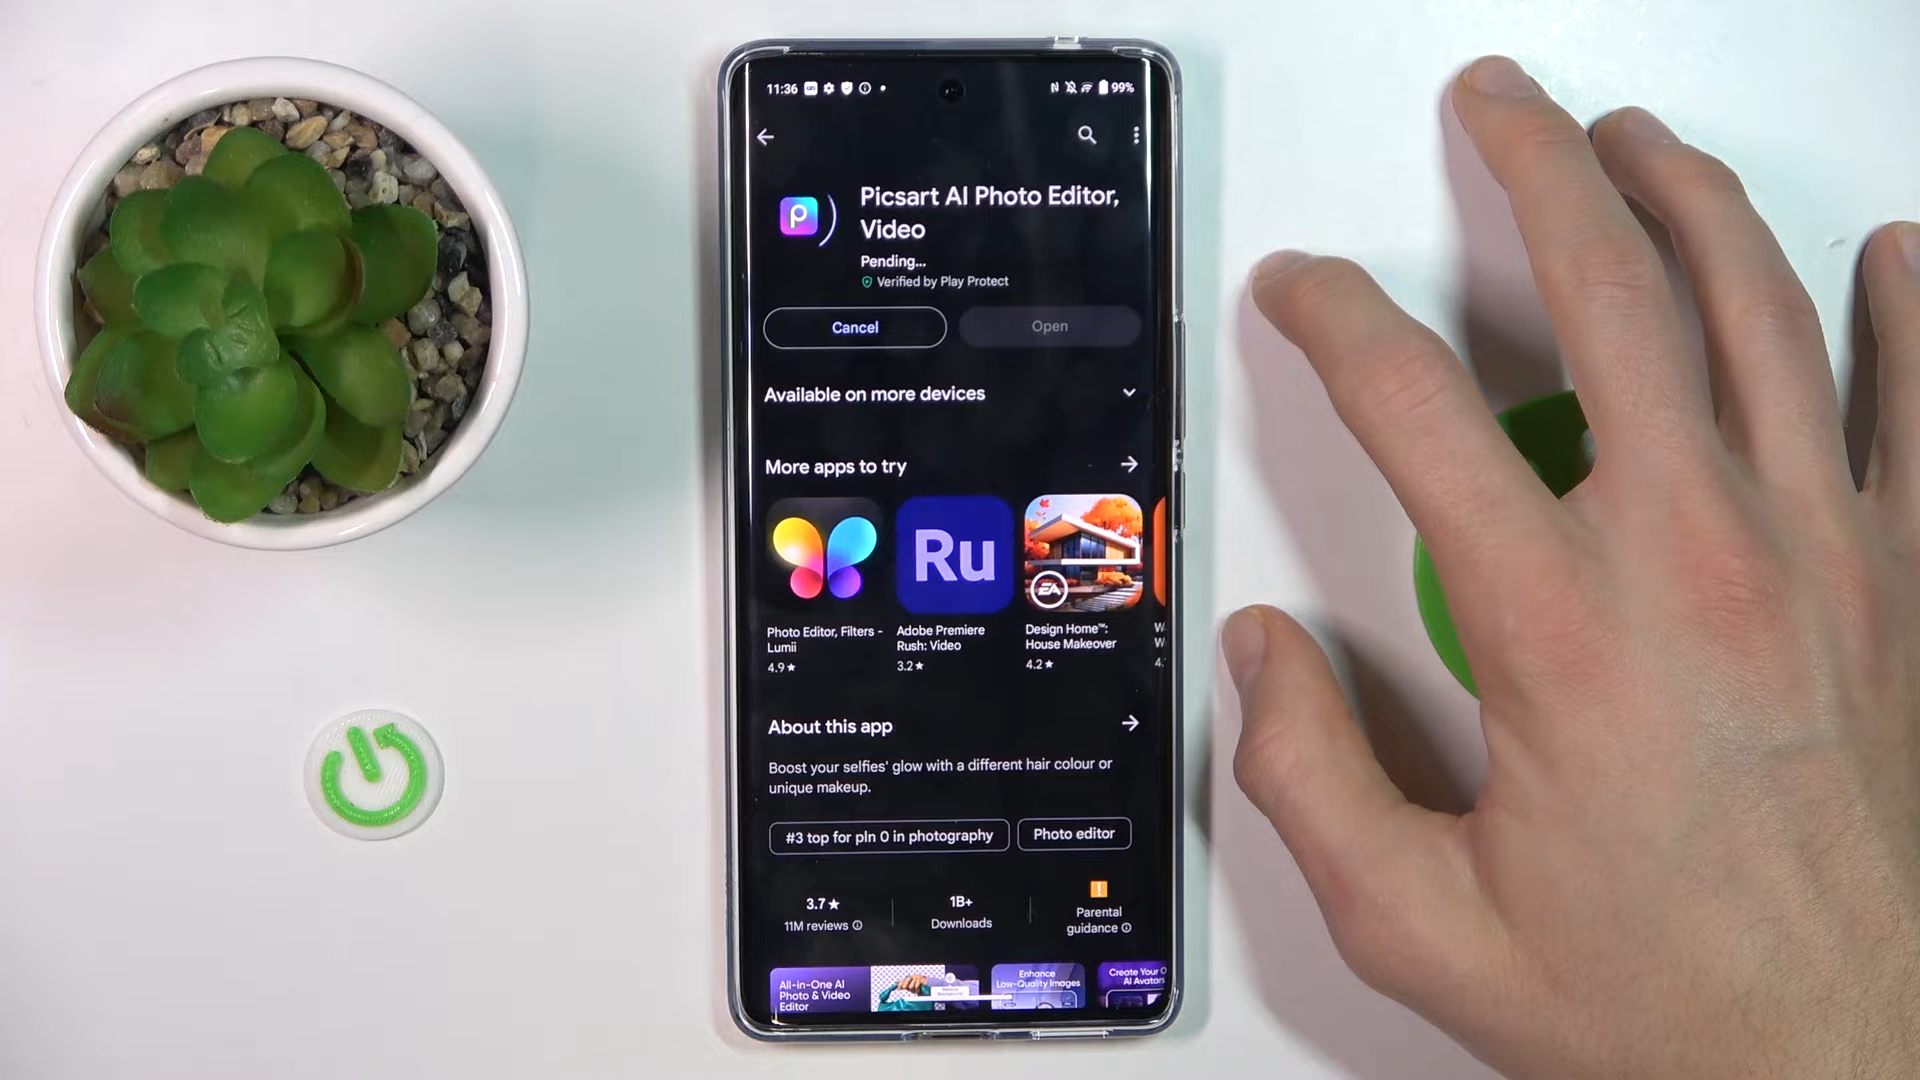 11:36
99%
Picsart AI Photo Editor,
Video
Pending...
Verified by Play Protect
Cancel
Open
Available on more devices
More apps to try
Ru
EA
Photo Editor, Filters -
Lumii
4.9★
Adobe Premiere
Rush: Video
3.2★
Design Home™:
House Makeover
4.2★
About this app
Boost your selfies' glow with a different hair colour or
unique makeup.
#3 top for pln 0 in photography
Photo editor
3.7★
11M reviews
1B+
Downloads
Parental
guidance
All-in-One AI
Photo & Video
Editor
Enhance
Low-Quality Images
Create Your O
AI Avatars